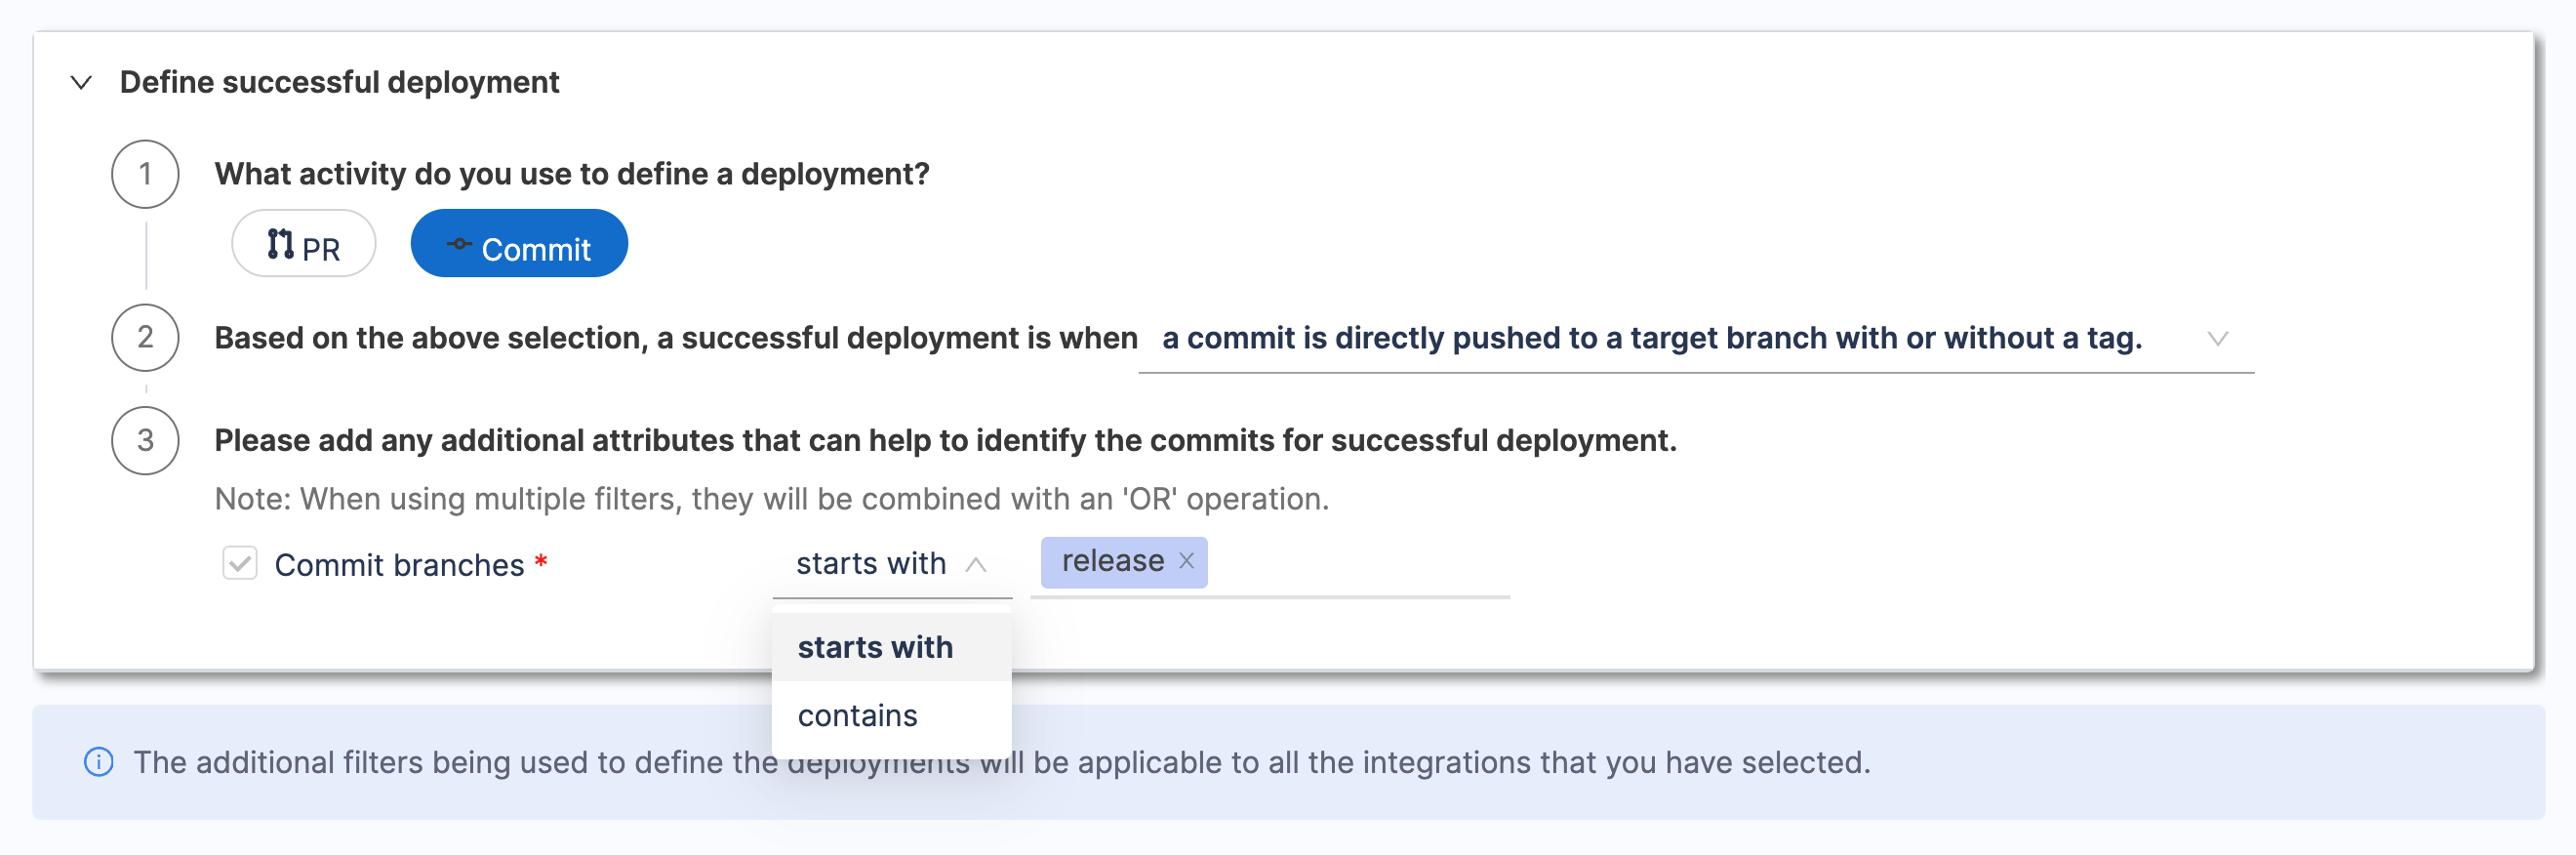 Define successful deployment
1 What activity do you use to define a deployment?
PR Commit
2 Based on the above selection, a successful deployment is when a commit is directly pushed to a target branch with or without a tag.
3 Please add any additional attributes that can help to identify the commits for successful deployment.
Note: When using multiple filters, they will be combined with an 'OR' operation.
Commit branches * starts with release
starts with
contains
The additional filters being used to define the deployments will be applicable to all the integrations that you have selected.